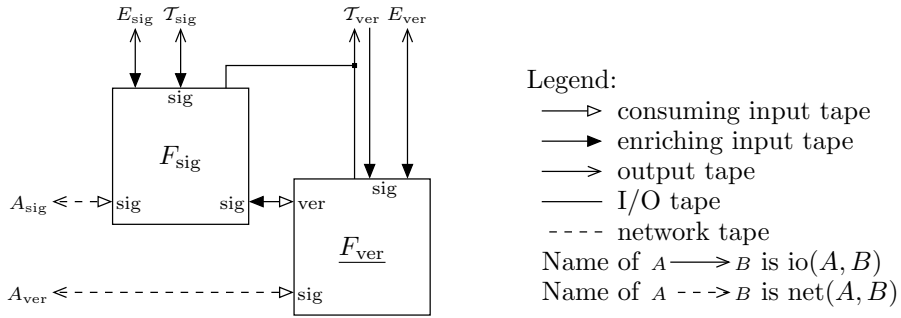 E_sig T_sig T_ver E_ver
sig
F_sig
A_sig sig sig ver
sig
F_ver
A_ver sig
Legend:
consuming input tape
enriching input tape
output tape
I/O tape
network tape
Name of A B is io(A, B)
Name of A B is net(A, B)